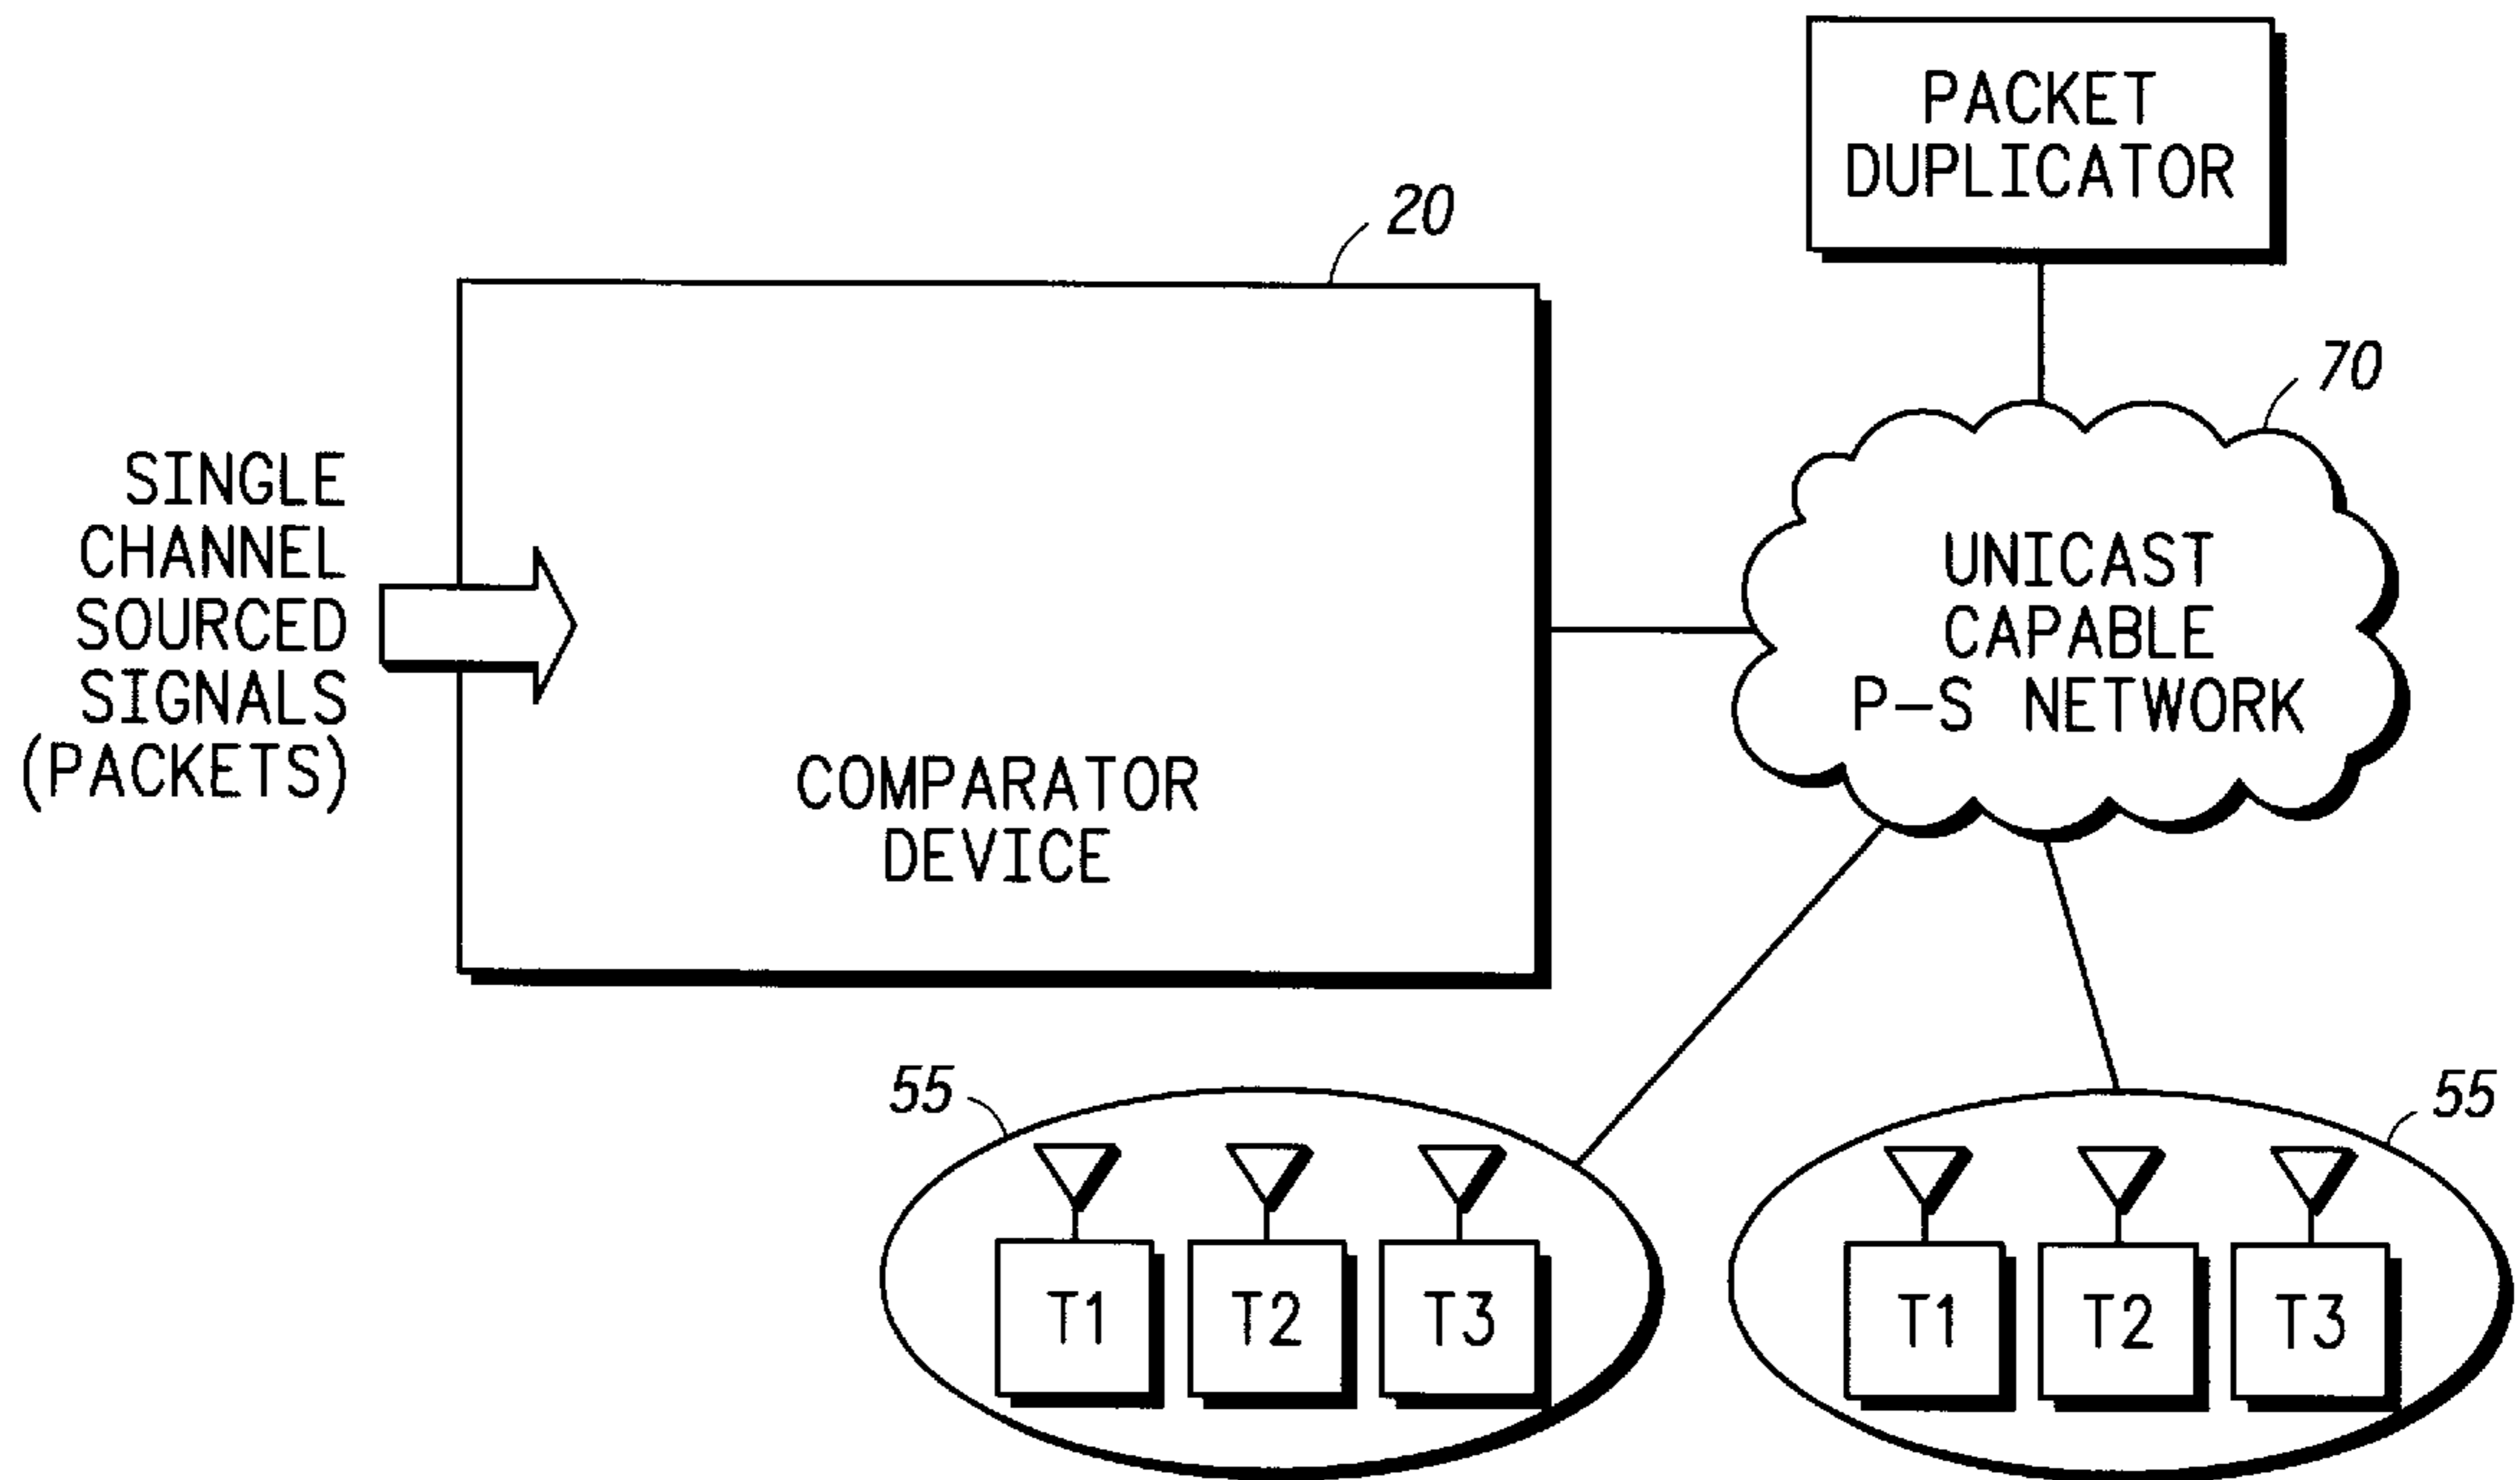 PACKET
DUPLICATOR
20
70
SINGLE
CHANNEL
SOURCED
SIGNALS
(PACKETS)
UNICAST
CAPABLE
P-S NETWORK
COMPARATOR
DEVICE
55
55
T1 T2 T3
T1 T2 T3